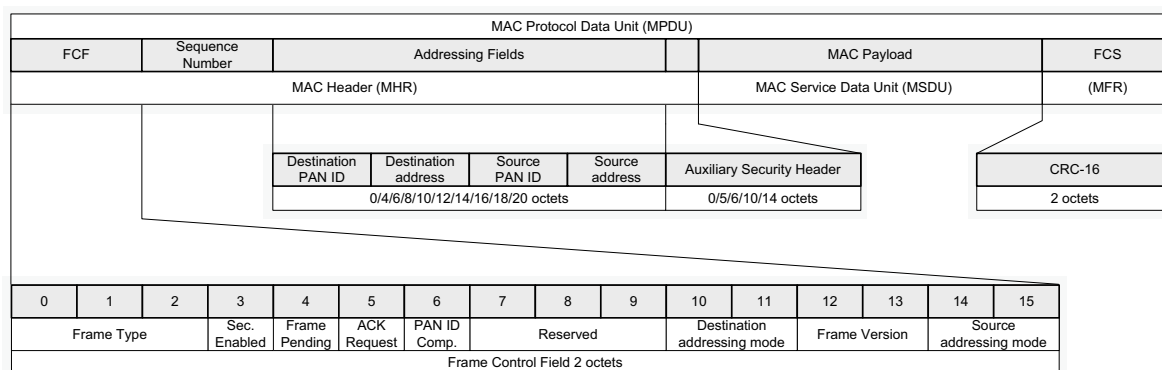 MAC Protocol Data Unit (MPDU)
FCF Sequence Number Addressing Fields MAC Payload FCS
MAC Header (MHR) MAC Service Data Unit (MSDU) (MFR)
Destination PAN ID Destination address Source PAN ID Source address Auxiliary Security Header CRC-16
0/4/6/8/10/12/14/16/18/20 octets 0/5/6/10/14 octets 2 octets
0 1 2 3 4 5 6 7 8 9 10 11 12 13 14 15
Frame Type Sec. Enabled Frame Pending ACK Request PAN ID Comp. Reserved Destination addressing mode Frame Version Source addressing mode
Frame Control Field 2 octets